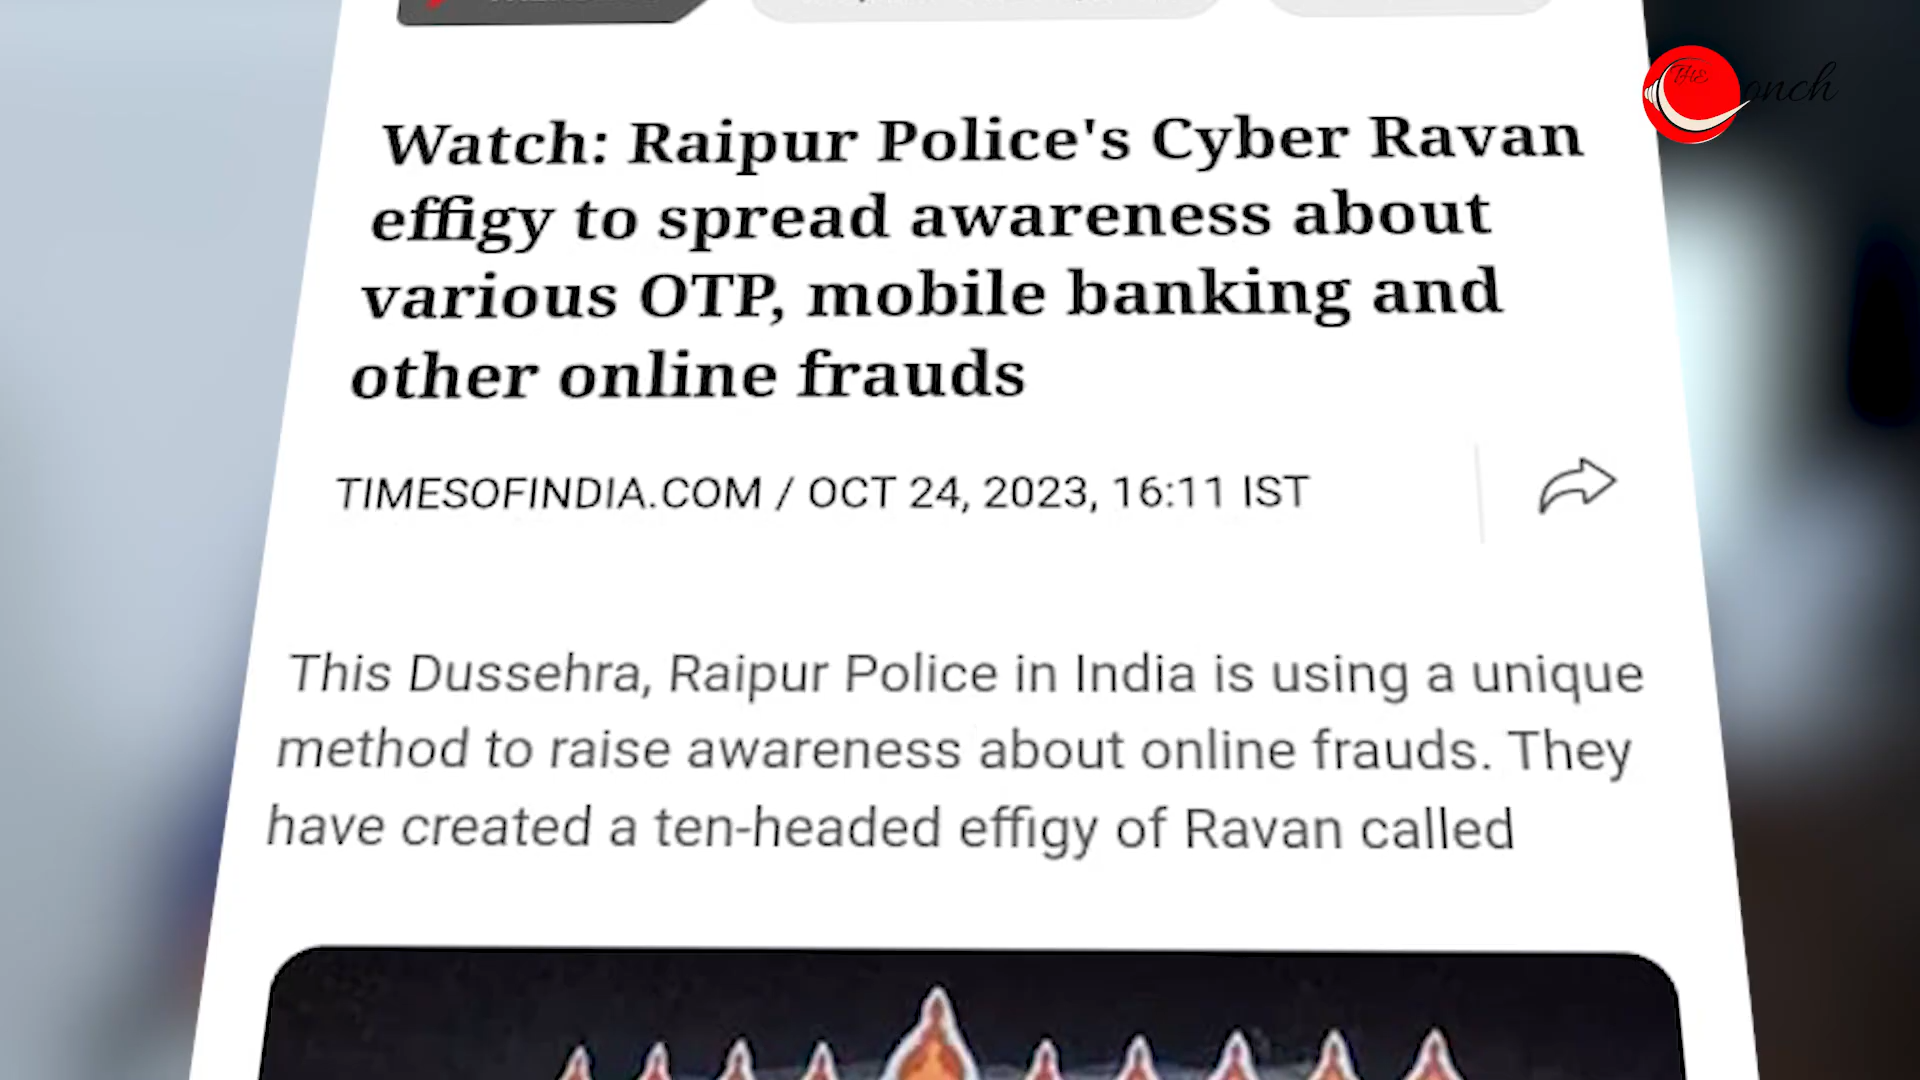 THE
onch
Watch: Raipur Police's Cyber Ravan
effigy to spread awareness about
various OTP, mobile banking and
other online frauds
TIMESOFINDIA.COM / OCT 24, 2023, 16:11 IST
This Dussehra, Raipur Police in India is using a unique
method to raise awareness about online frauds. They
have created a ten-headed effigy of Ravan called